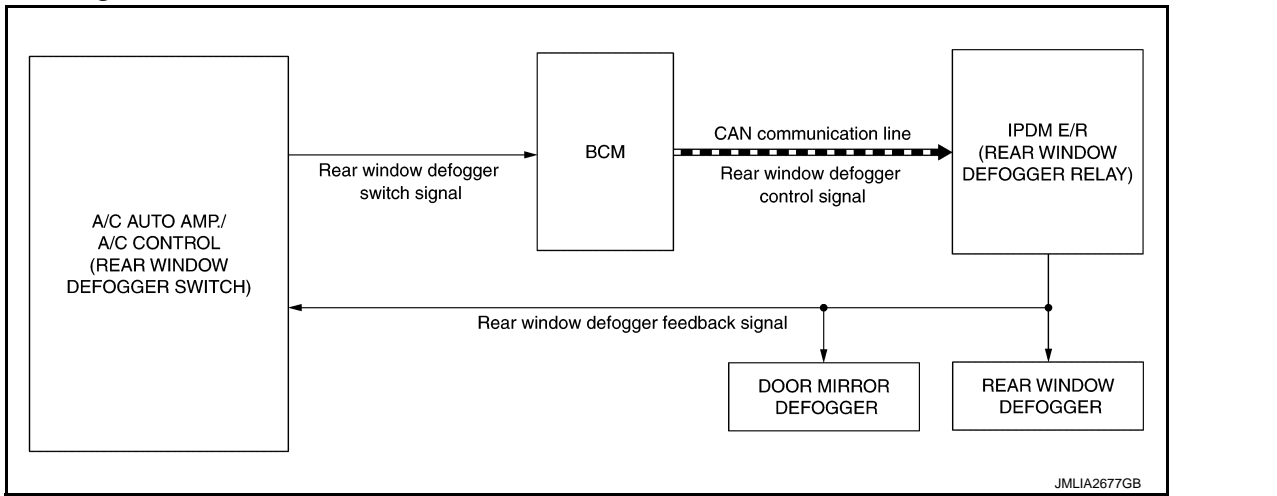 A/C AUTO AMP./
A/C CONTROL
(REAR WINDOW
DEFOGGER SWITCH)
Rear window defogger
switch signal
BCM
CAN communication line
Rear window defogger
control signal
IPDM E/R
(REAR WINDOW
DEFOGGER RELAY)
Rear window defogger feedback signal
DOOR MIRROR
DEFOGGER
REAR WINDOW
DEFOGGER
JMLIA2677GB